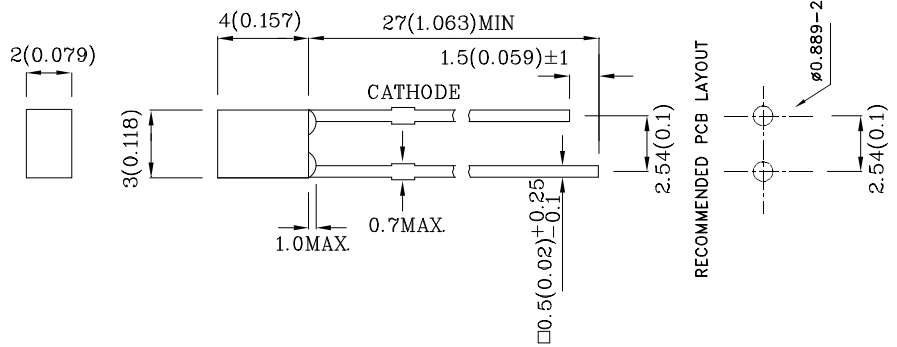 4(0.157)
27(1.063)MIN
2(0.079)
1.5(0.059)±1
CATHODE
3(0.118)
2.54(0.1)
RECOMMENDED PCB LAYOUT
ø0.889-2
2.54(0.1)
1.0MAX.
0.7MAX.
□0.5(0.02)+0.25
-0.1